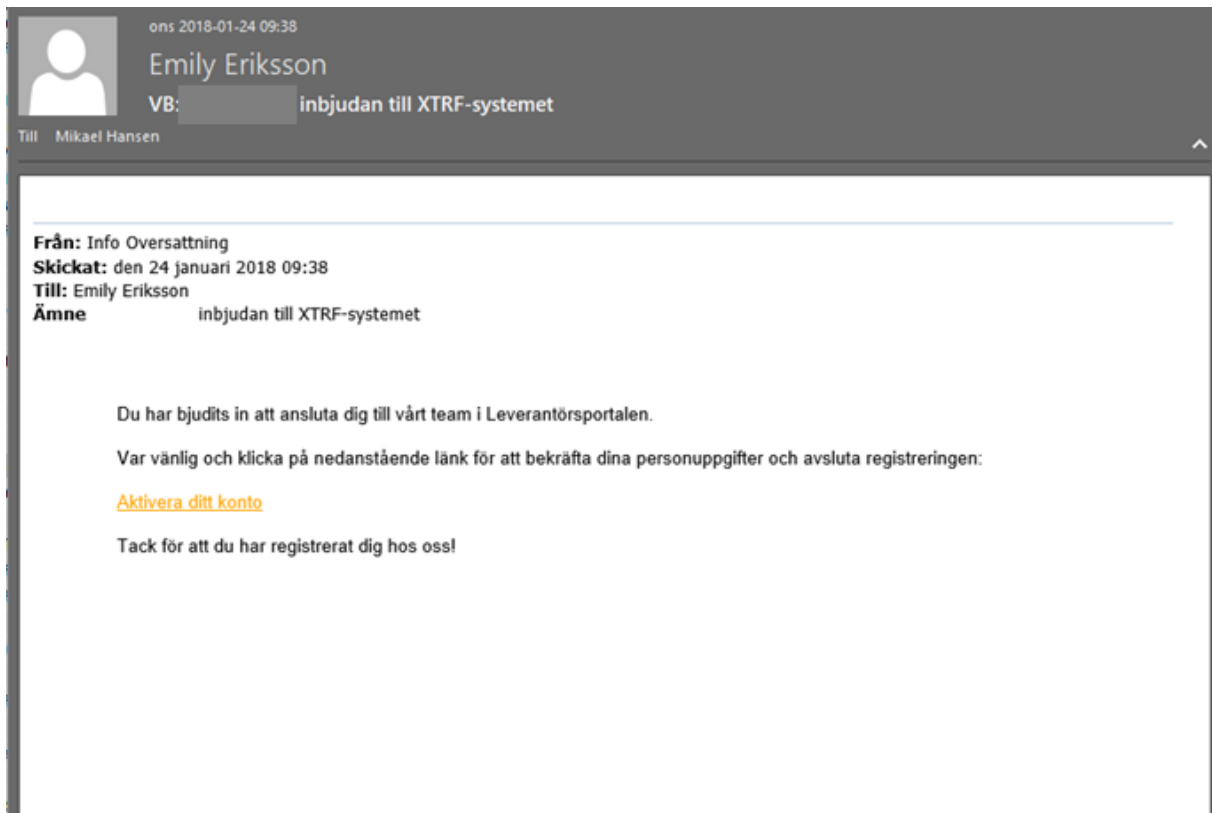 ons 2018-01-24 09:38
Emily Eriksson
VB: inbjudan till XTRF-systemet
Till Mikael Hansen
Från: Info Oversattning
Skickat: den 24 januari 2018 09:38
Till: Emily Eriksson
Ämne inbjudan till XTRF-systemet
Du har bjudits in att ansluta dig till vårt team i Leverantörsportalen.
Var vänlig och klicka på nedanstående länk för att bekräfta dina personuppgifter och avsluta registreringen:
Aktivera ditt konto
Tack för att du har registrerat dig hos oss!